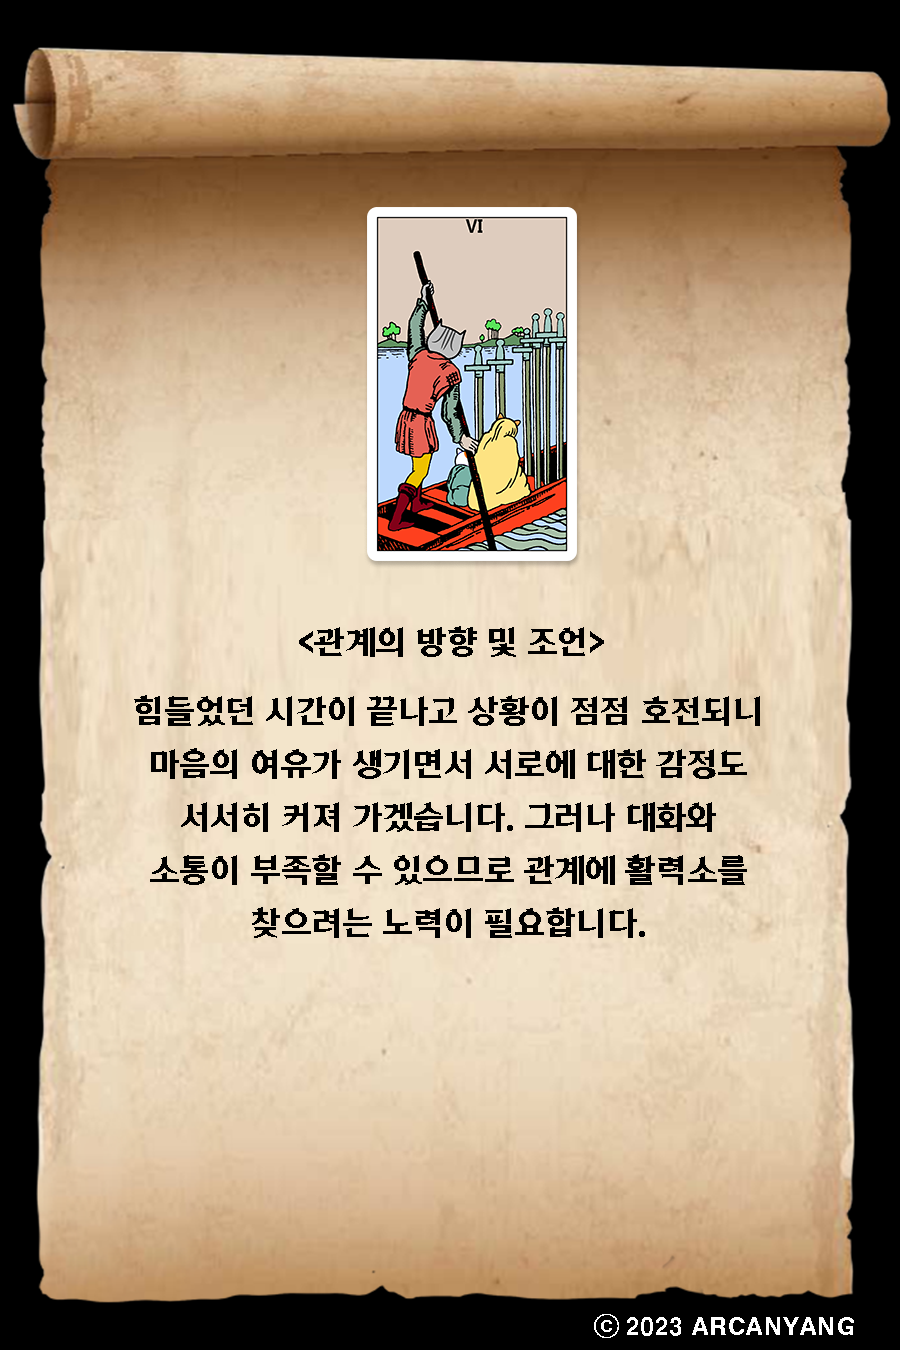 VI
<관계의 방향 및 조언>
힘들었던 시간이 끝나고 상황이 점점 호전되니
마음의 여유가 생기면서 서로에 대한 감정도
서서히 커져 가겠습니다. 그러나 대화와
소통이 부족할 수 있으므로 관계에 활력소를
찾으려는 노력이 필요합니다.
ⓒ 2023 ARCANYANG